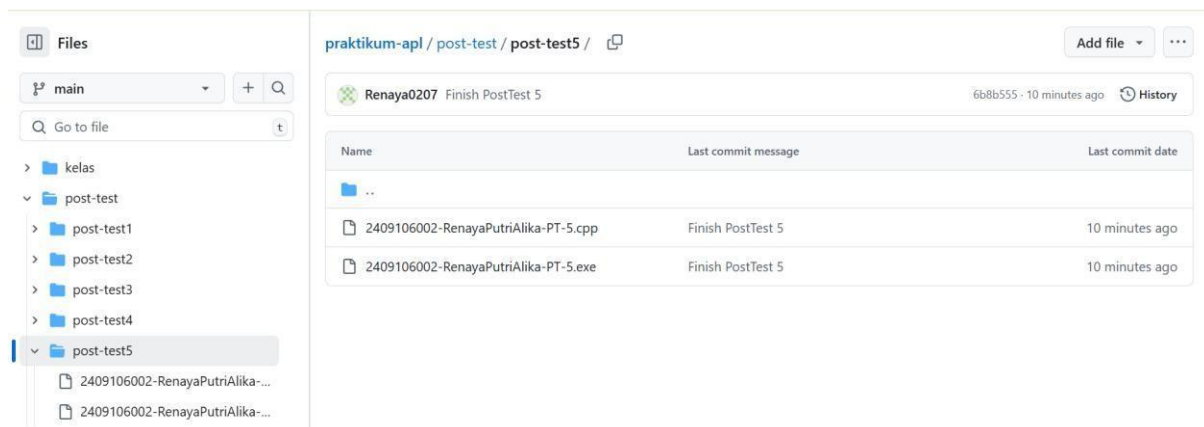 Files
main
Go to file
t
kelas
post-test
post-test1
post-test2
post-test3
post-test4
post-test5
2409106002-RenayaPutriAlika-...
2409106002-RenayaPutriAlika-...
praktikum-apl / post-test / post-test5 /
Add file
Renaya0207 Finish PostTest 5
6b8b555 · 10 minutes ago History
Name Last commit message Last commit date
..
2409106002-RenayaPutriAlika-PT-5.cpp Finish PostTest 5 10 minutes ago
2409106002-RenayaPutriAlika-PT-5.exe Finish PostTest 5 10 minutes ago